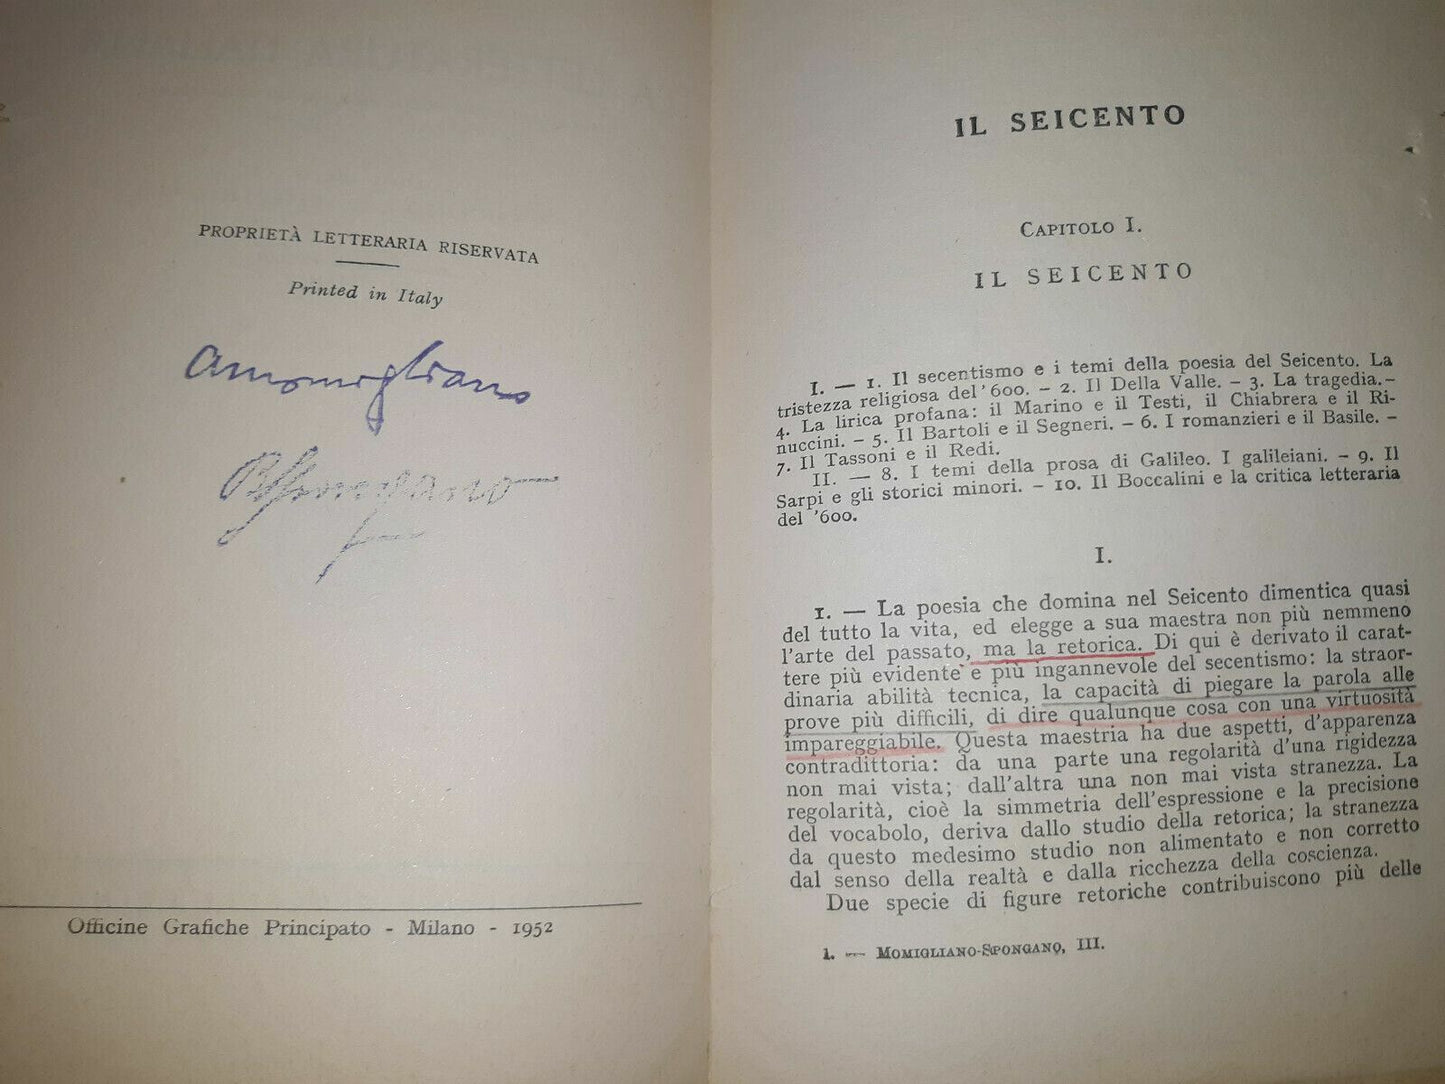 PROPRIETÀ LETTERARIA RISERVATA
Printed in Italy
Amomigliano
RSpongano
Officine Grafiche Principato - Milano - 1952
IL SEICENTO
CAPITOLO I.
IL SEICENTO
I. — 1. Il secentismo e i temi della poesia del Seicento. La
tristezza religiosa del '600. – 2. Il Della Valle. – 3. La tragedia. –
4. La lirica profana: il Marino e il Testi, il Chiabrera e il Ri-
nuccini. – 5. Il Bartoli e il Segneri. – 6. I romanzieri e il Basile. –
7. Il Tassoni e il Redi.
II. — 8. I temi della prosa di Galileo. I galileiani. – 9. Il
Sarpi e gli storici minori. – 10. Il Boccalini e la critica letteraria
del '600.
I.
1. — La poesia che domina nel Seicento dimentica quasi
del tutto la vita, ed elegge a sua maestra non più nemmeno
l'arte del passato, ma la retorica. Di qui è derivato il carat-
tere più evidente e più ingannevole del secentismo: la straor-
dinaria abilità tecnica, la capacità di piegare la parola alle
prove più difficili, di dire qualunque cosa con una virtuosità
impareggiabile. Questa maestria ha due aspetti, d'apparenza
contradittoria: da una parte una regolarità d'una rigidezza
non mai vista; dall'altra una non mai vista stranezza. La
regolarità, cioè la simmetria dell'espressione e la precisione
del vocabolo, deriva dallo studio della retorica; la stranezza
da questo medesimo studio non alimentato e non corretto
dal senso della realtà e dalla ricchezza della coscienza.
Due specie di figure retoriche contribuiscono più delle
1. — MOMIGLIANO-SPONGANO, III.